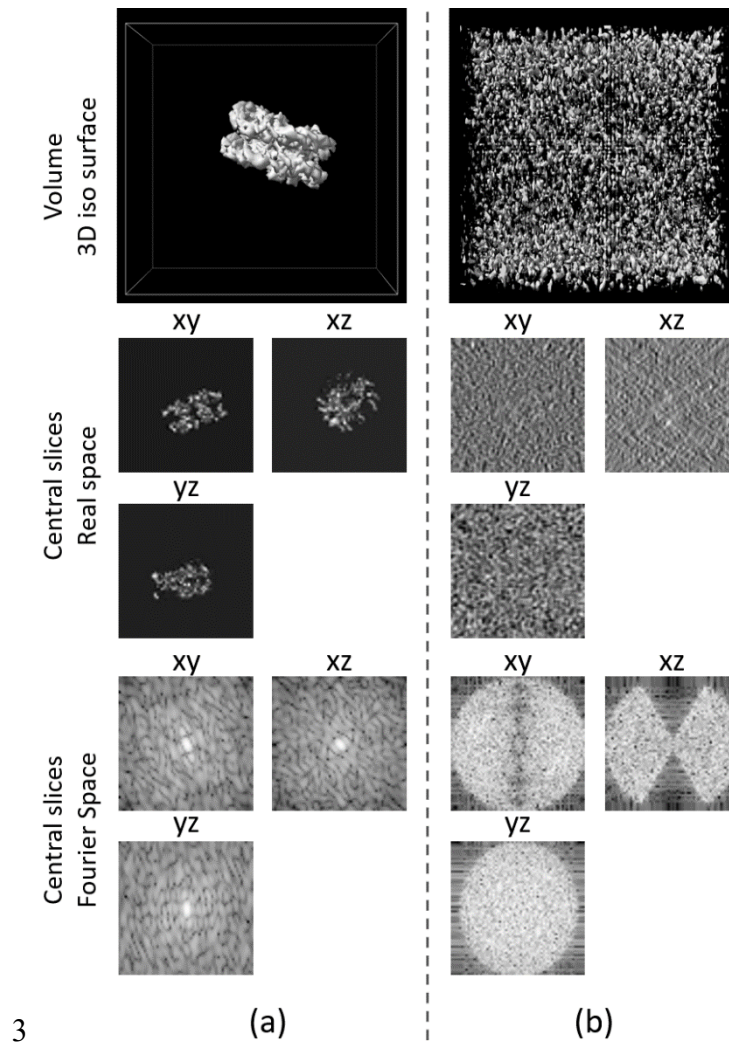 Volume
3D iso surface
xy xz xy xz
Central slices
Real space
yz yz
xy xz xy xz
Central slices
Fourier Space
yz yz
3 (a) (b)